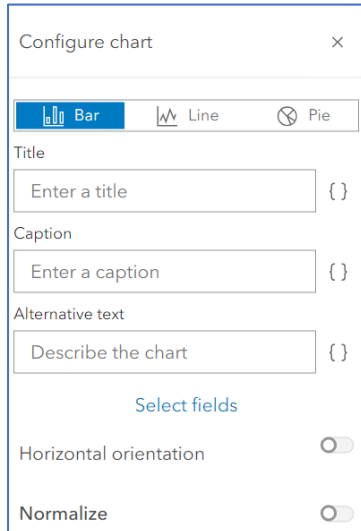 Configure chart ×
Bar Line Pie
Title
Enter a title { }
Caption
Enter a caption { }
Alternative text
Describe the chart { }
Select fields
Horizontal orientation
Normalize